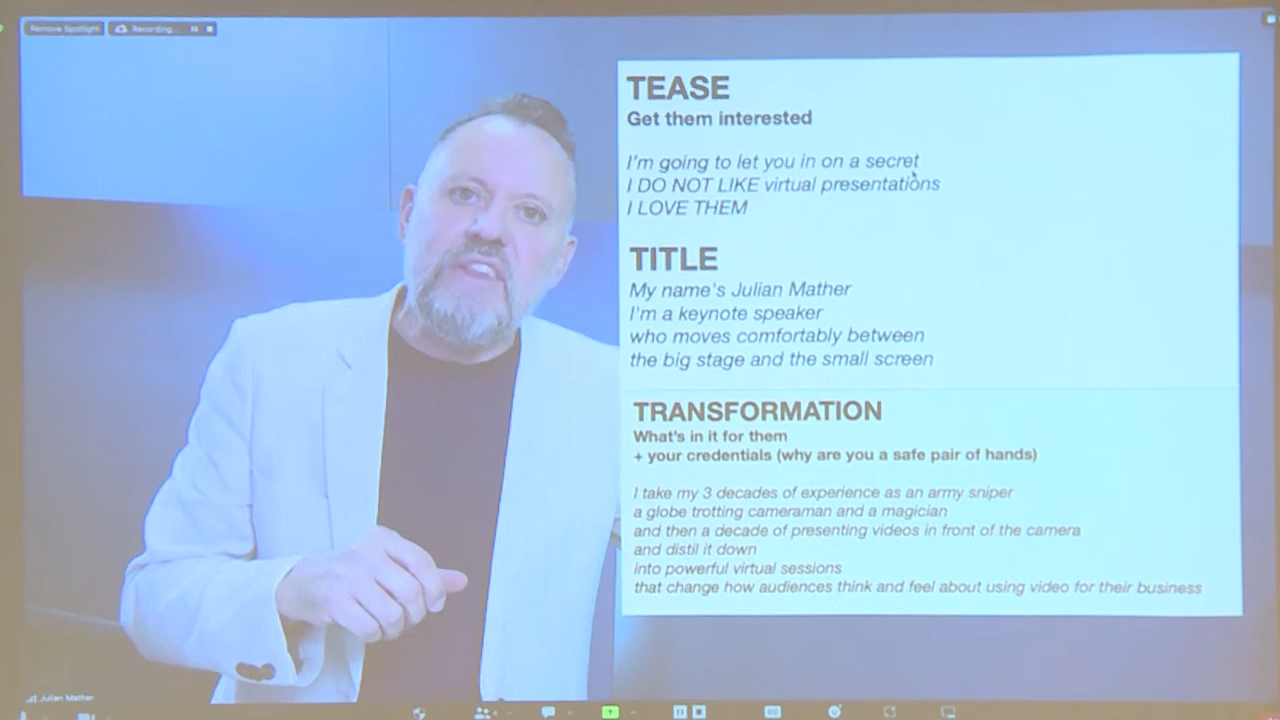 Remove Spotlight
Recording...
TEASE
Get them interested
I'm going to let you in on a secret
I DO NOT LIKE virtual presentations
I LOVE THEM
TITLE
My name's Julian Mather
I'm a keynote speaker
who moves comfortably between
the big stage and the small screen
TRANSFORMATION
What's in it for them
+ your credentials (why are you a safe pair of hands)
I take my 3 decades of experience as an army sniper
a globe trotting cameraman and a magician
and then a decade of presenting videos in front of the camera
and distil it down
into powerful virtual sessions
that change how audiences think and feel about using video for their business
Julian Mather
CC